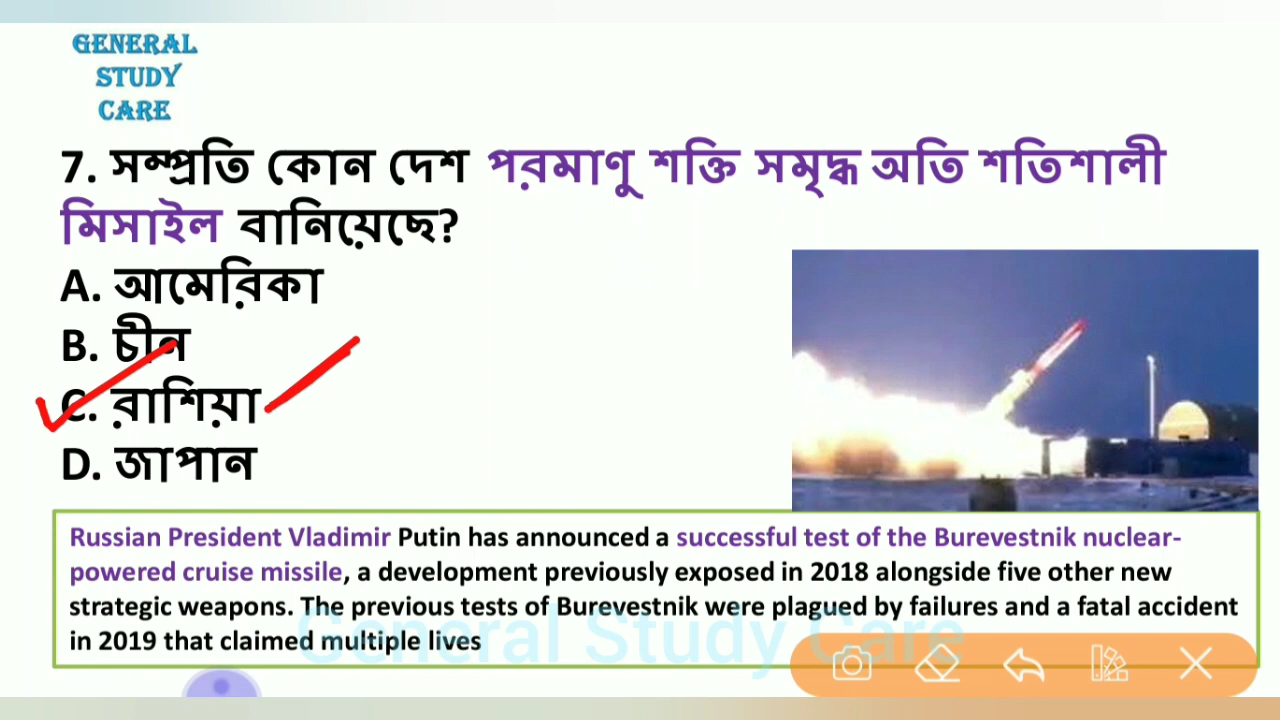 GENERAL
STUDY
CARE
7. সম্প্রতি কোন দেশ পরমাণু শক্তি সমৃদ্ধ অতি শতিশালী
মিসাইল বানিয়েছে?
A. আমেরিকা
B. চীন
C. রাশিয়া
D. জাপান
Russian President Vladimir Putin has announced a successful test of the Burevestnik nuclear-
powered cruise missile, a development previously exposed in 2018 alongside five other new
strategic weapons. The previous tests of Burevestnik were plagued by failures and a fatal accident
in 2019 that claimed multiple lives
General Study Care